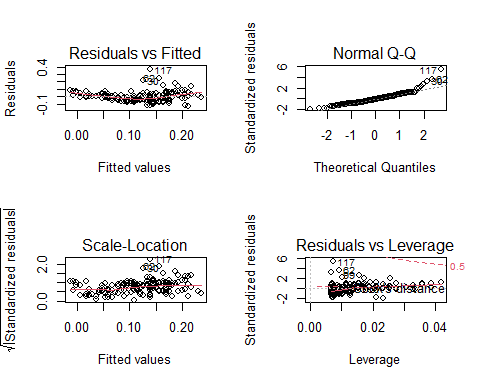 Residuals vs Fitted
Residuals
-0.1
0.4
117
0.00
0.10
0.20
Fitted values
Normal Q-Q
Standardized residuals
-2
2
6
117
-2
-1
0
1
2
Theoretical Quantiles
Scale-Location
√|Standardized residuals|
0.0
2.0
117
0.00
0.10
0.20
Fitted values
Residuals vs Leverage
Standardized residuals
-2
2
6
117
0.5
Cook's distance
0.00
0.02
0.04
Leverage